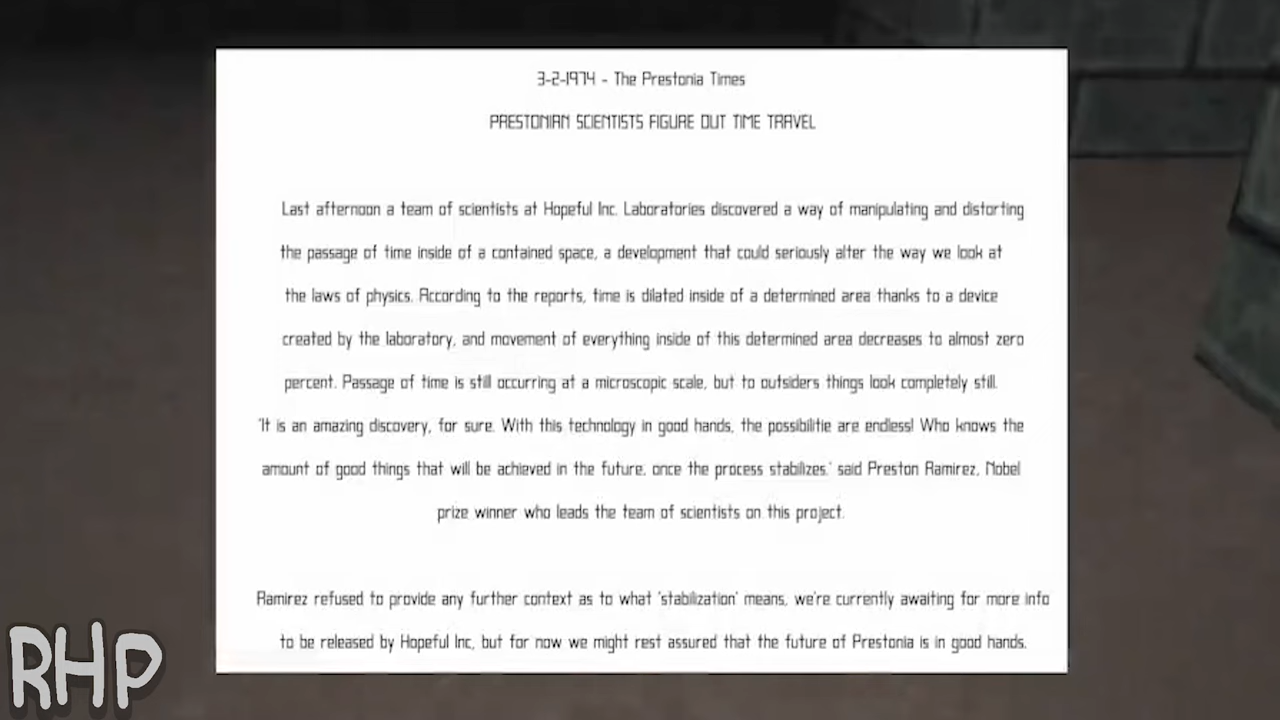 3-2-1974 - The Prestonia Times
PRESTONIAN SCIENTISTS FIGURE OUT TIME TRAVEL
Last afternoon a team of scientists at Hopeful Inc. Laboratories discovered a way of manipulating and distorting
the passage of time inside of a contained space, a development that could seriously alter the way we look at
the laws of physics. According to the reports, time is dilated inside of a determined area thanks to a device
created by the laboratory, and movement of everything inside of this determined area decreases to almost zero
percent. Passage of time is still occurring at a microscopic scale, but to outsiders things look completely still.
'It is an amazing discovery, for sure. With this technology in good hands, the possibilitie are endless! Who knows the
amount of good things that will be achieved in the future, once the process stabilizes.' said Preston Ramirez, Nobel
prize winner who leads the team of scientists on this project.
Ramirez refused to provide any further context as to what 'stabilization' means, we're currently awaiting for more info
to be released by Hopeful Inc, but for now we might rest assured that the future of Prestonia is in good hands.
RHP